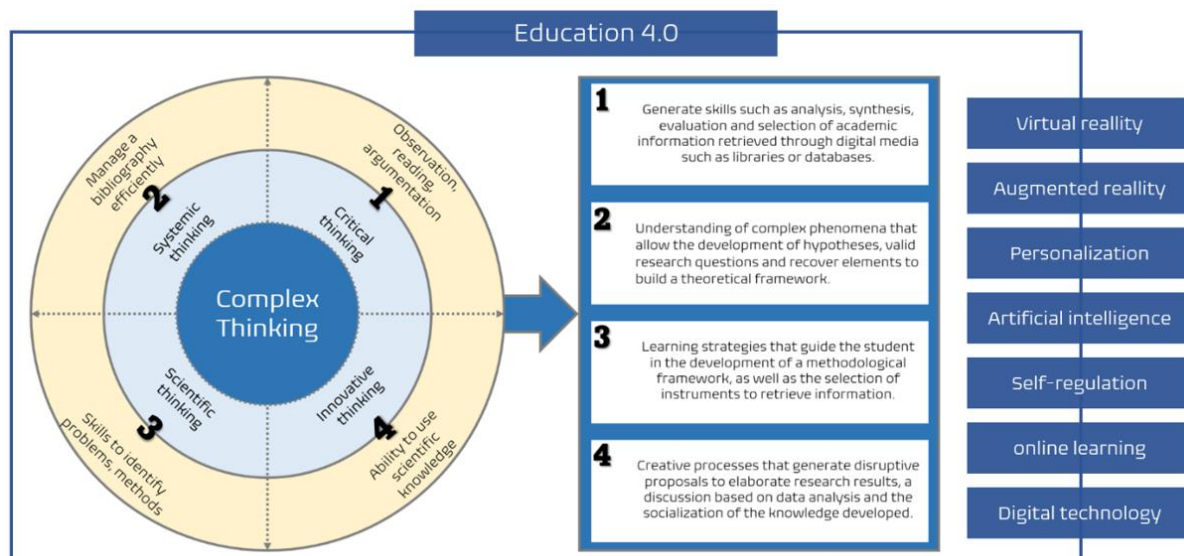 Education 4.0
Manage a
bibliography
efficiently
2
Systemic
thinking
Observation,
reading,
argumentation
1
Critical
thinking
Complex
Thinking
Scientific
thinking
3
Skills to identify
problems, methods
Innovative
thinking
4
Ability to use
scientific
knowledge
1
Generate skills such as analysis, synthesis,
evaluation and selection of academic
information retrieved through digital media
such as libraries or databases.
2
Understanding of complex phenomena that
allow the development of hypotheses, valid
research questions and recover elements to
build a theoretical framework.
3
Learning strategies that guide the student
in the development of a methodological
framework, as well as the selection of
instruments to retrieve information.
4
Creative processes that generate disruptive
proposals to elaborate research results, a
discussion based on data analysis and the
socialization of the knowledge developed.
Virtual reallity
Augmented reallity
Personalization
Artificial intelligence
Self-regulation
online learning
Digital technology